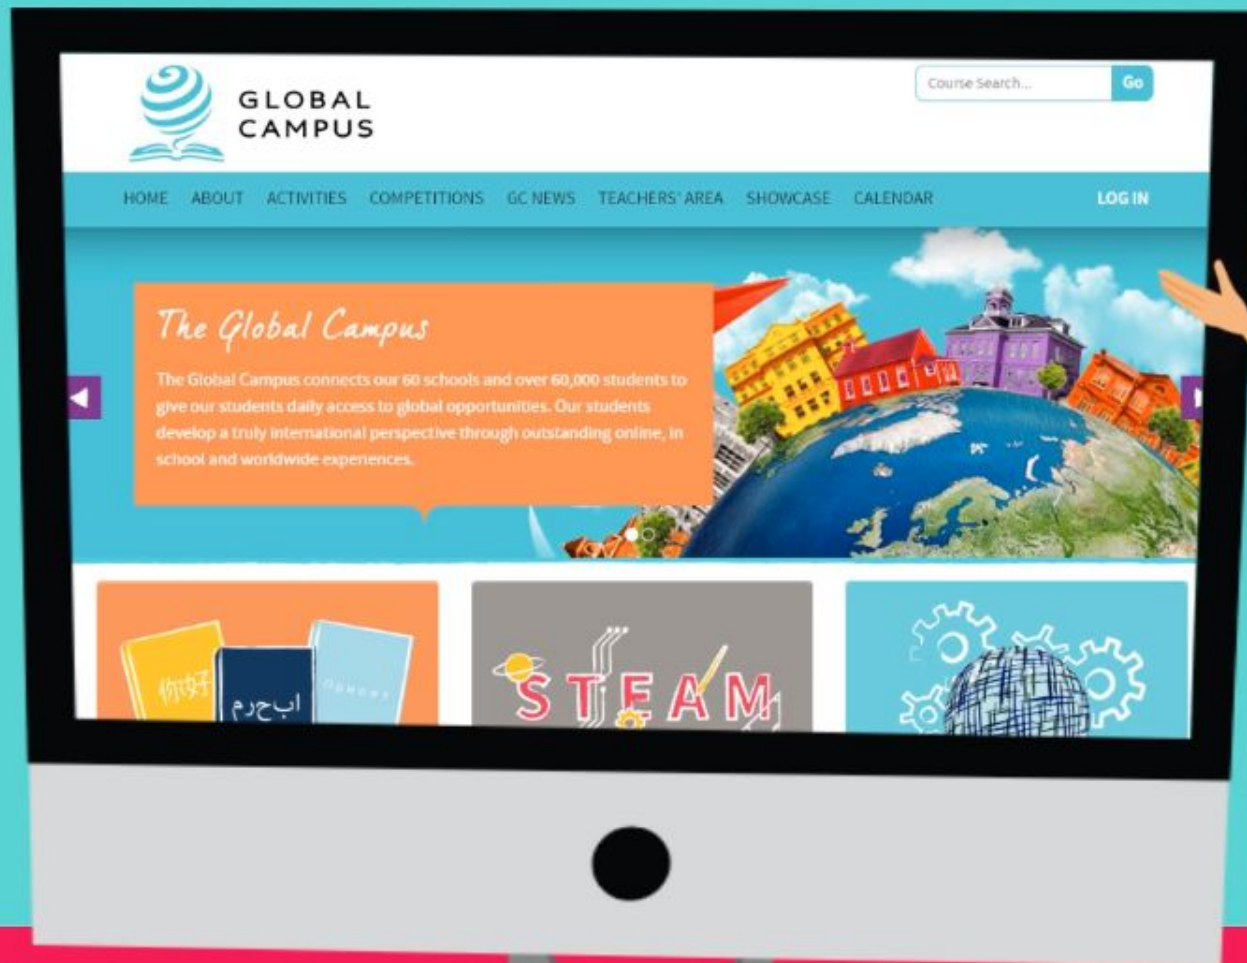 GLOBAL
CAMPUS
Course Search...
Go
HOME ABOUT ACTIVITIES COMPETITIONS GC NEWS TEACHERS' AREA SHOWCASE CALENDAR
LOG IN
The Global Campus
The Global Campus connects our 60 schools and over 60,000 students to
give our students daily access to global opportunities. Our students
develop a truly international perspective through outstanding online, in
school and worldwide experiences.
你好
ابحرم
STEAM